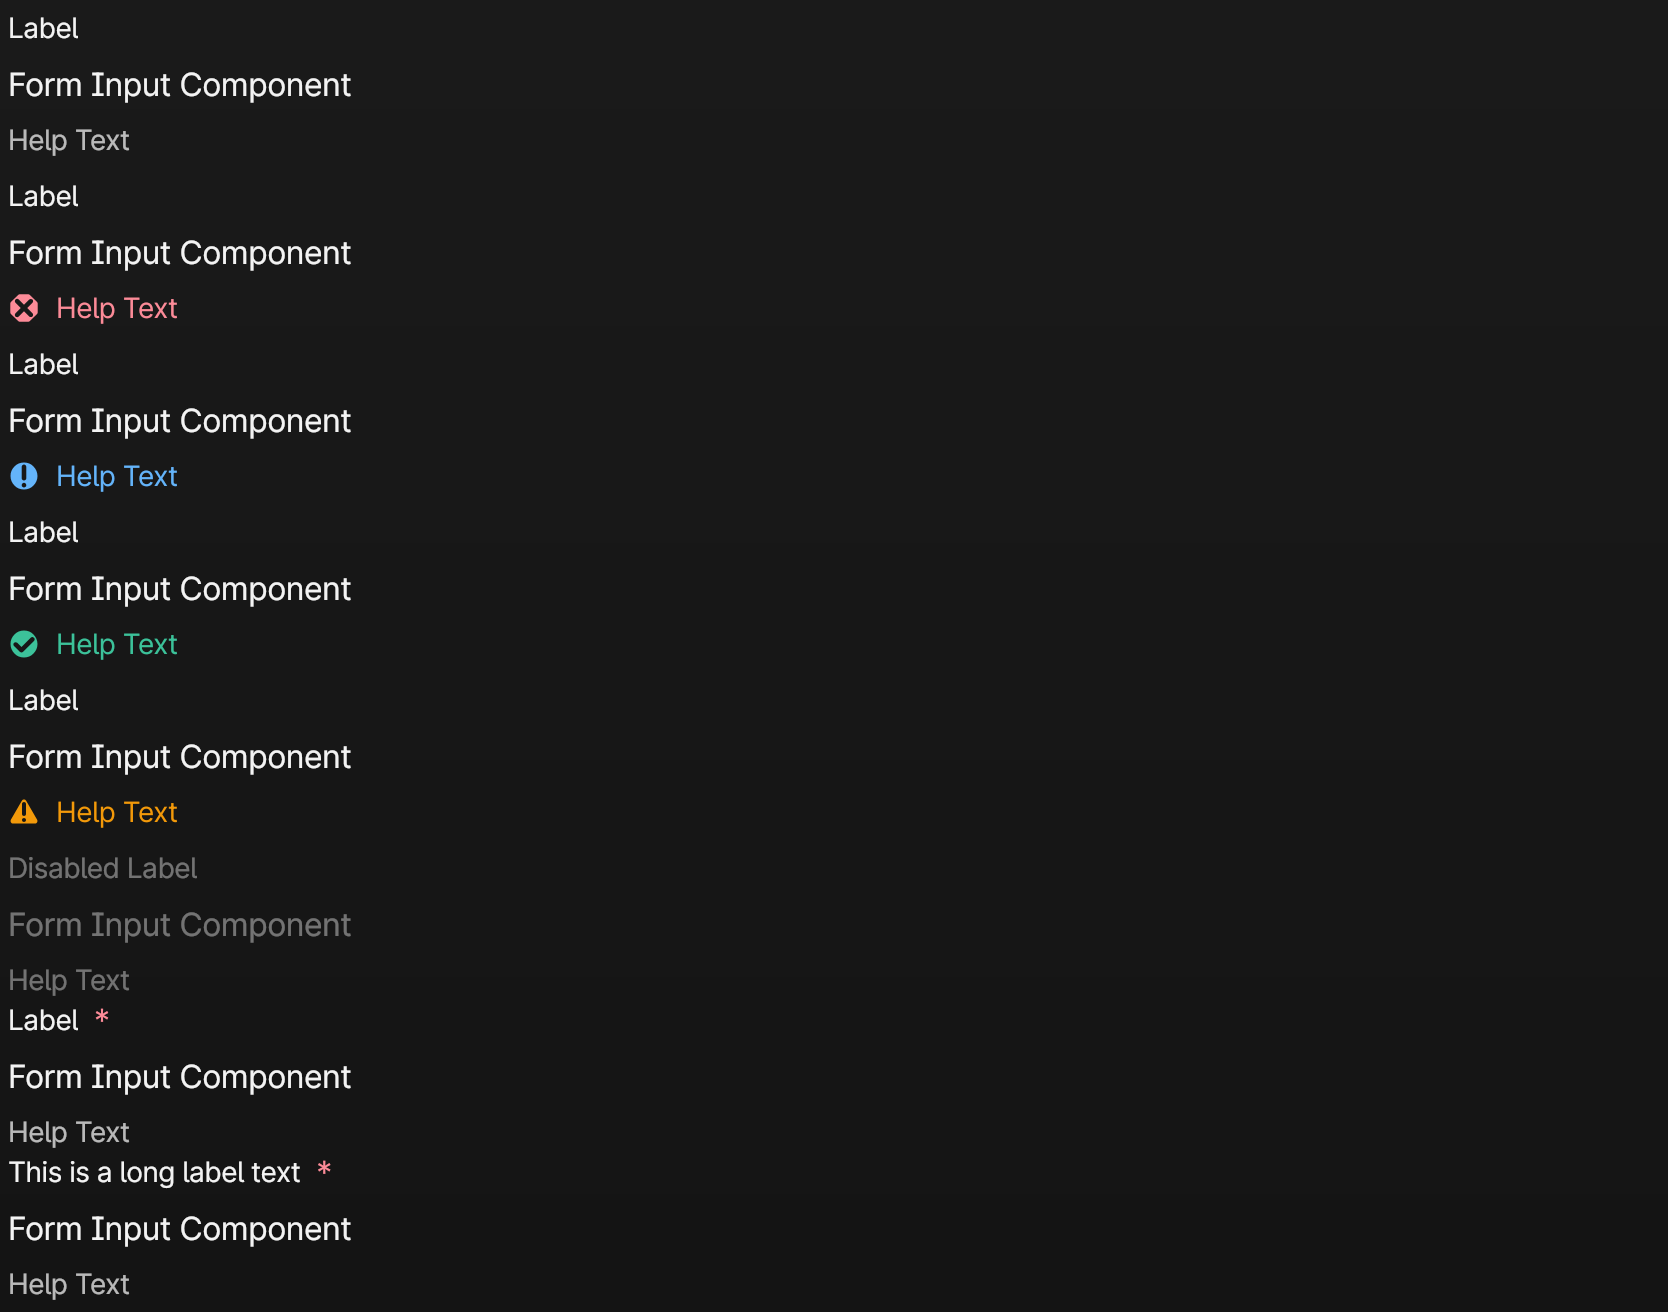 Label
Form Input Component
Help Text
Label
Form Input Component
Help Text
Label
Form Input Component
Help Text
Label
Form Input Component
Help Text
Label
Form Input Component
Help Text
Disabled Label
Form Input Component
Help Text
Label *
Form Input Component
Help Text
This is a long label text *
Form Input Component
Help Text